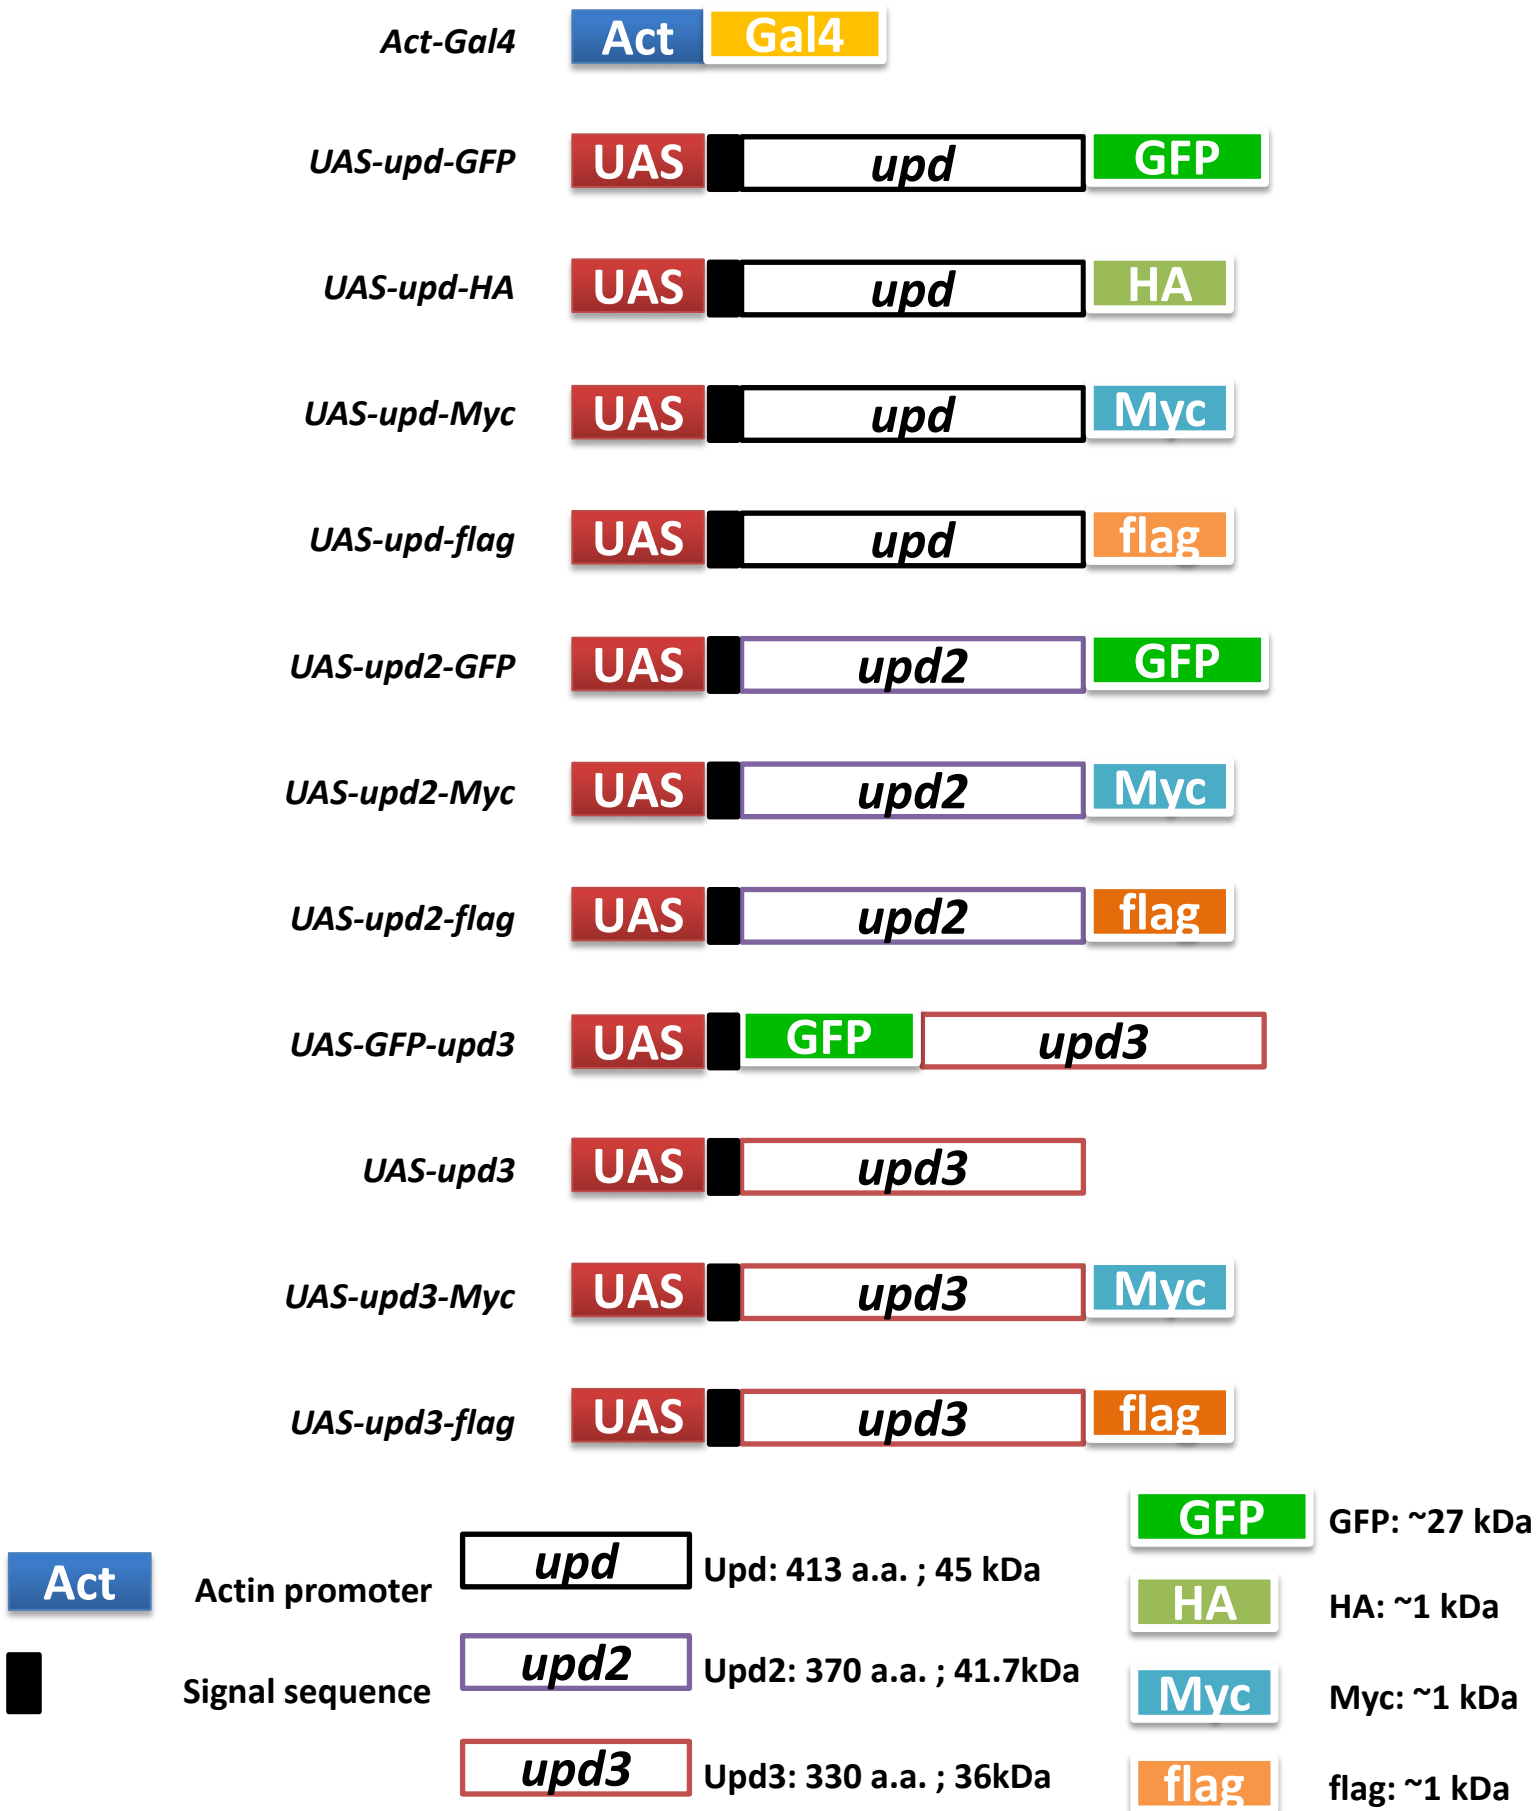 Act-Gal4 Act Gal4
UAS-upd-GFP UAS upd GFP
UAS-upd-HA UAS upd HA
UAS-upd-Myc UAS upd Myc
UAS-upd-flag UAS upd flag
UAS-upd2-GFP UAS upd2 GFP
UAS-upd2-Myc UAS upd2 Myc
UAS-upd2-flag UAS upd2 flag
UAS-GFP-upd3 UAS GFP upd3
UAS-upd3 UAS upd3
UAS-upd3-Myc UAS upd3 Myc
UAS-upd3-flag UAS upd3 flag
Act Actin promoter
Signal sequence
upd Upd: 413 a.a. ; 45 kDa
upd2 Upd2: 370 a.a. ; 41.7kDa
upd3 Upd3: 330 a.a. ; 36kDa
GFP GFP: ~27 kDa
HA HA: ~1 kDa
Myc Myc: ~1 kDa
flag flag: ~1 kDa